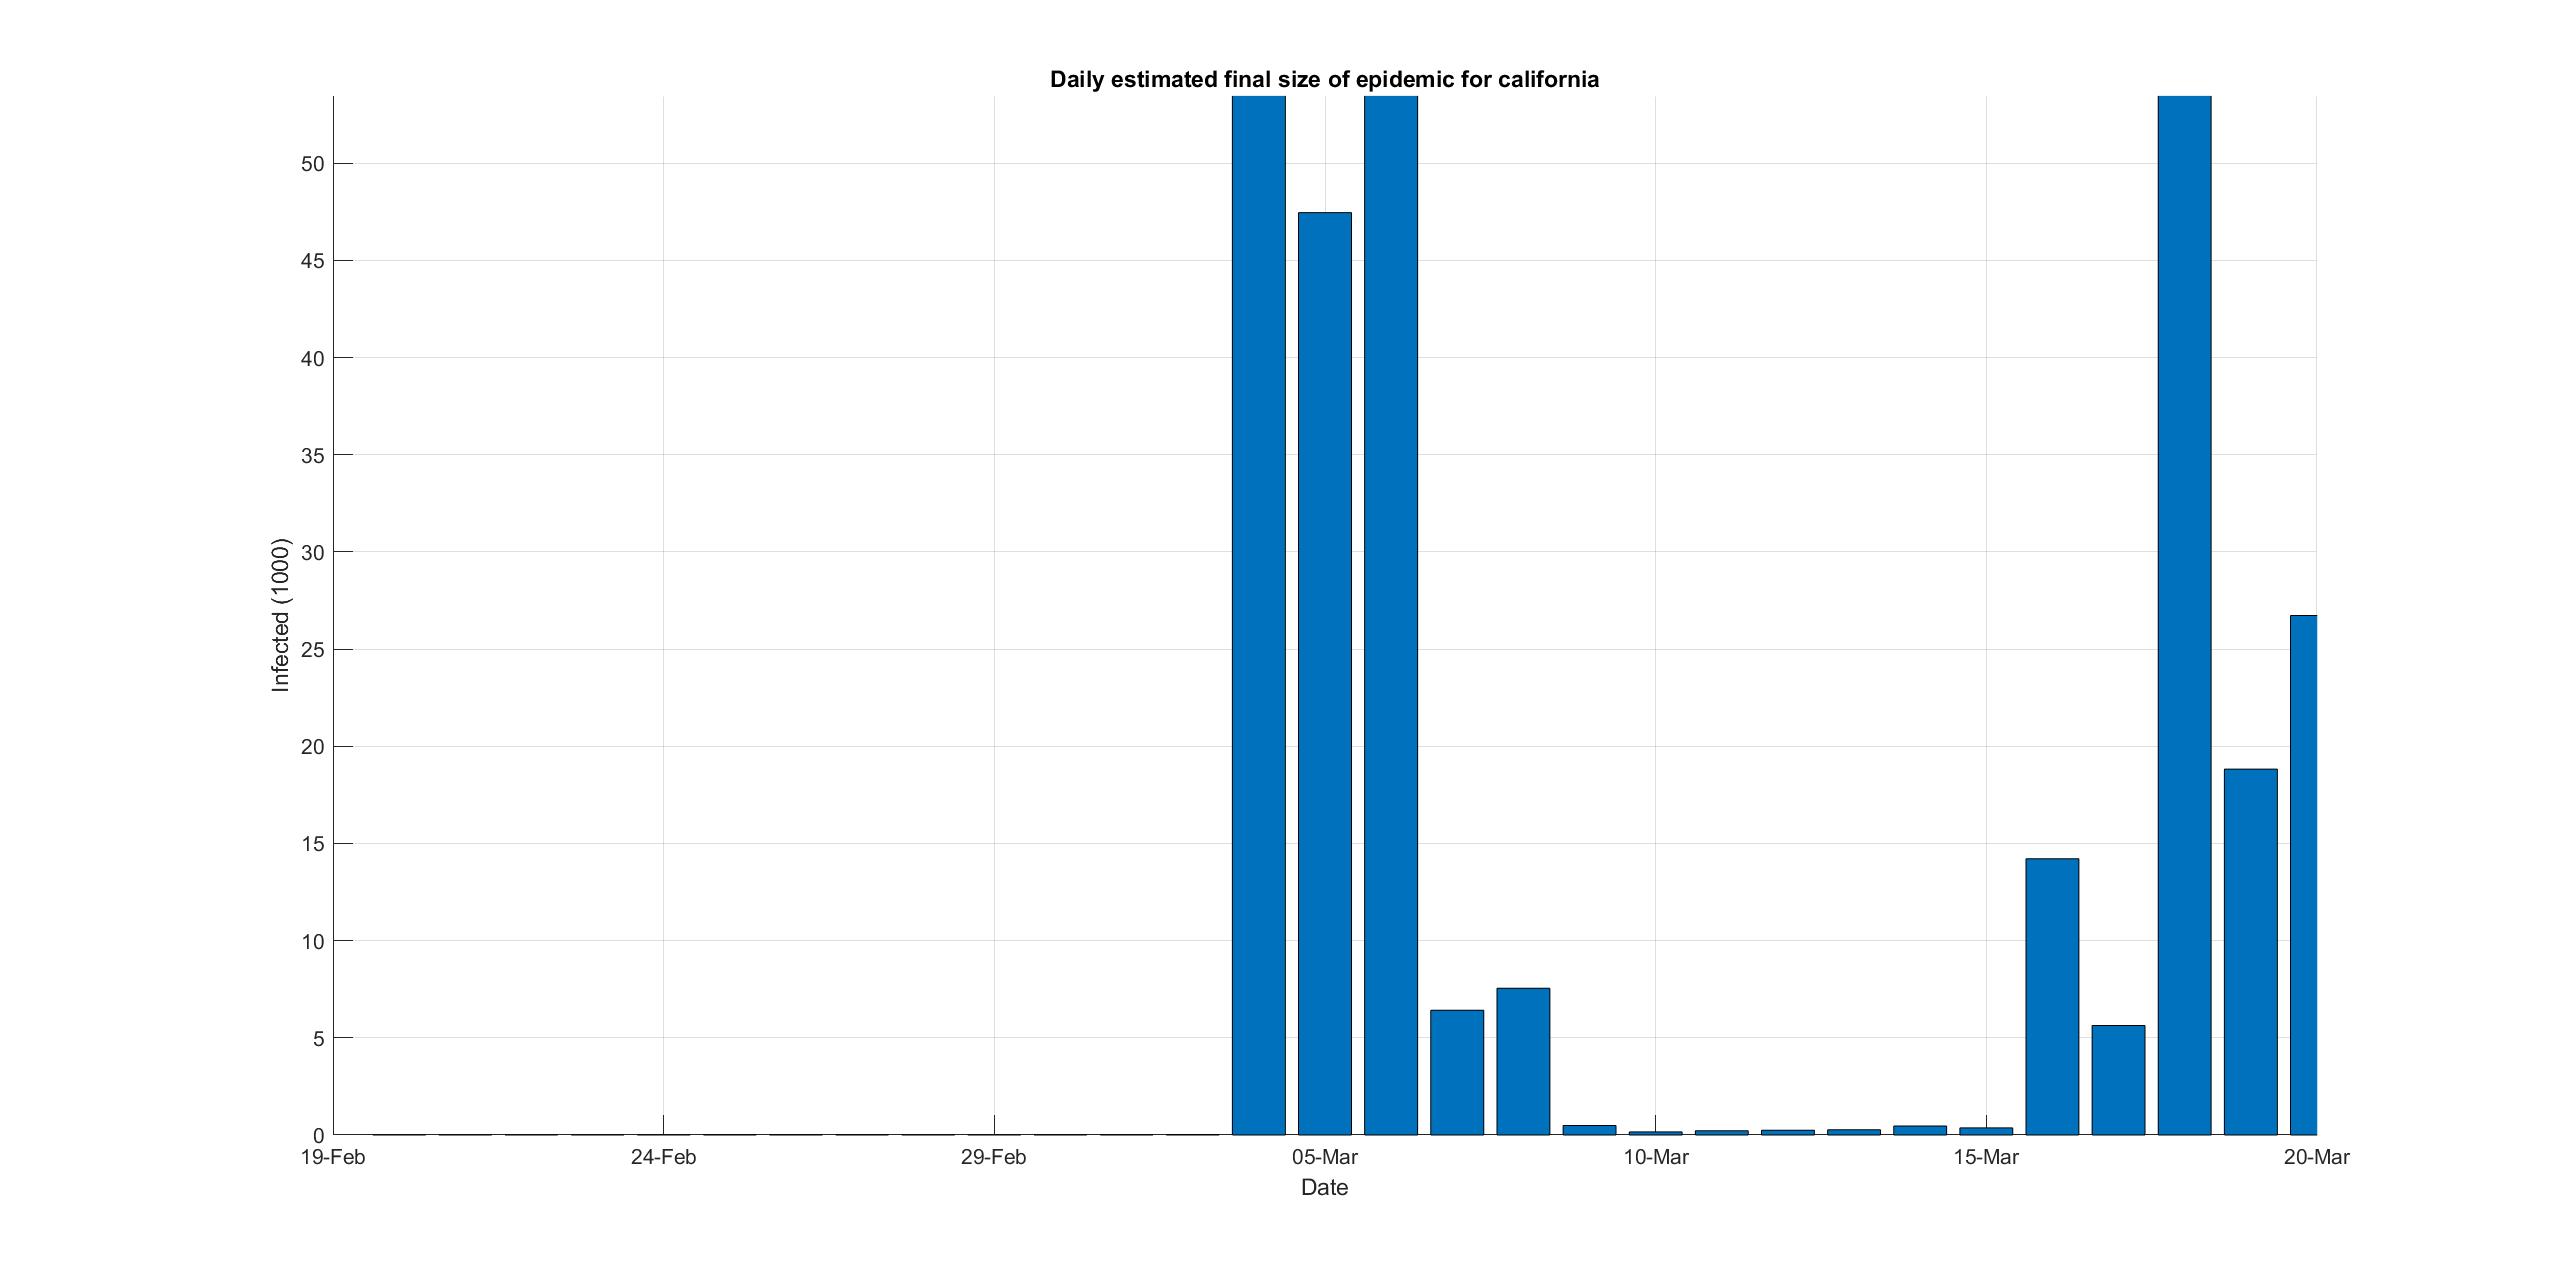 Daily estimated final size of epidemic for california
Infected (1000)
50
45
40
35
30
25
20
15
10
5
0
19-Feb 24-Feb 29-Feb 05-Mar 10-Mar 15-Mar 20-Mar
Date